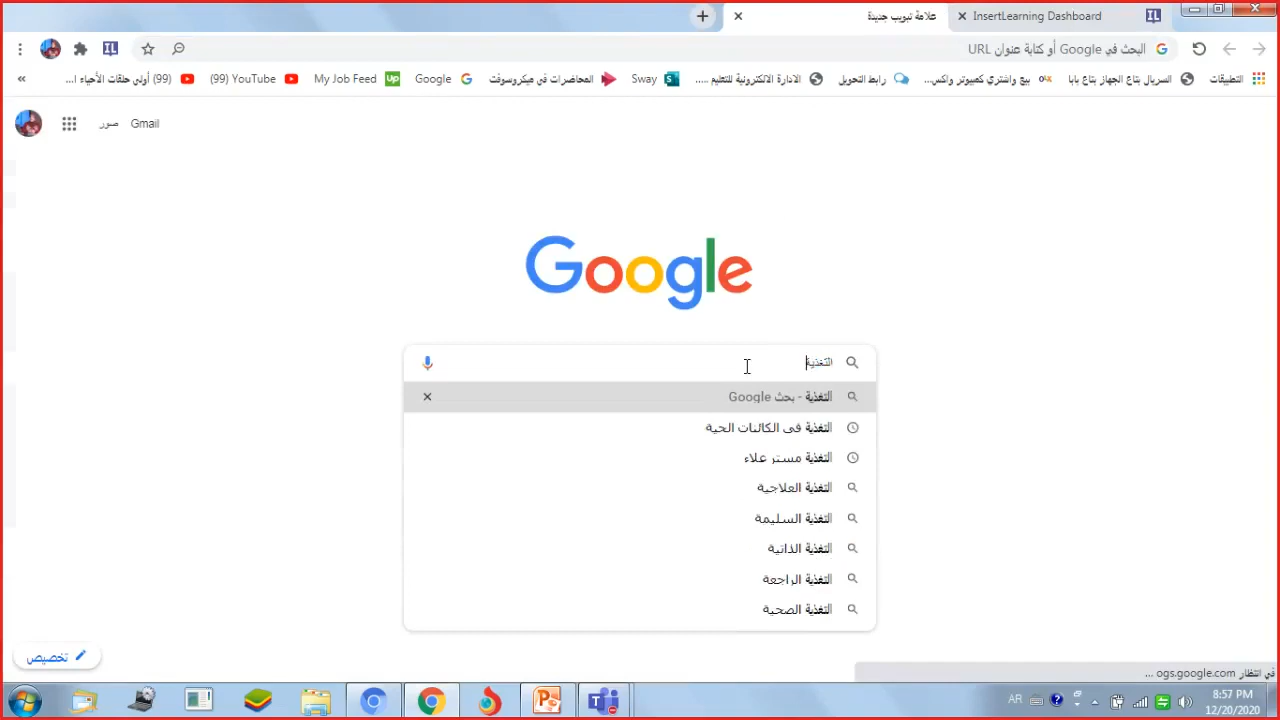 InsertLearning Dashboard
علامة تبويب جديدة
البحث في Google أو كتابة عنوان URL
التطبيقات
السريال بتاع الجهاز بتاع بابا
بيع واشتري كمبيوتر واكس...
رابط التحويل
الادارة الالكترونية للتعليم .....
Sway
المحاضرات في ميكروسوفت
Google
My Job Feed
(99) YouTube
(99) أولى حلقات الأحياء ا...
Gmail
صور
Google
التغذية
التغذية - بحث Google
التغذية فى الكائنات الحية
التغذية مستر علاء
التغذية العلاجية
التغذية السليمة
التغذية الذاتية
التغذية الراجعة
التغذية الصحية
تخصيص
في انتظار ogs.google.com ...
AR
8:57 PM
12/20/2020